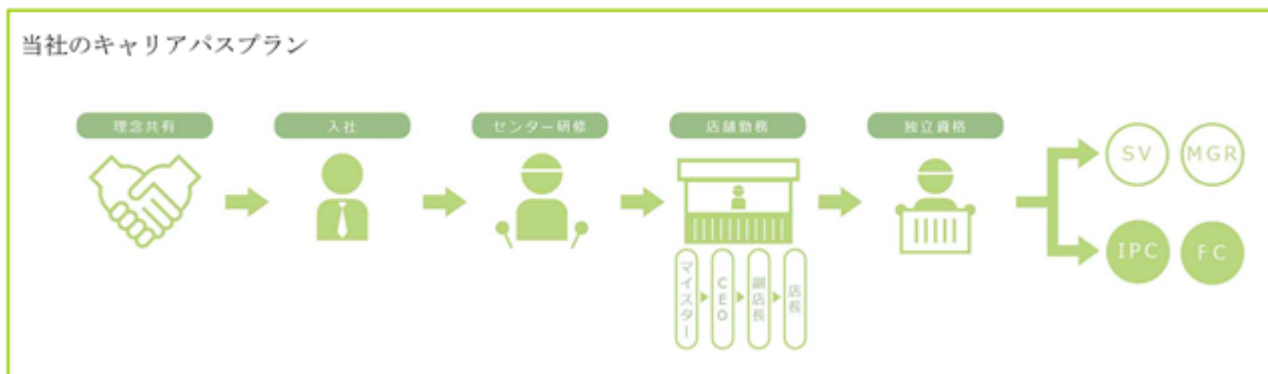 当社のキャリアパスプラン
理念共有
入社
センター研修
店舗勤務
独立資格
SV
MGR
IPC
FC
マイスター
CEO
副店長
店長